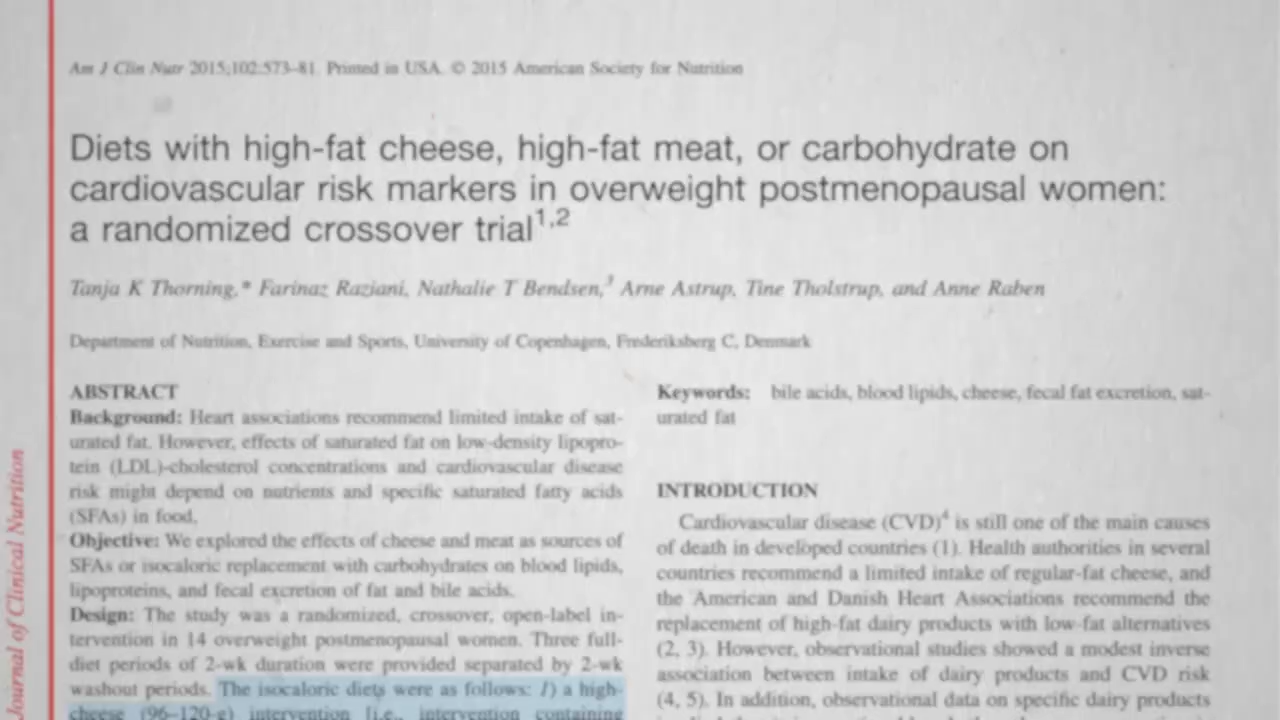 Am J Clin Nutr 2015;102:573–81. Printed in USA. © 2015 American Society for Nutrition
Diets with high-fat cheese, high-fat meat, or carbohydrate on
cardiovascular risk markers in overweight postmenopausal women:
a randomized crossover trial1,2
Tanja K Thorning,* Farinaz Raziani, Nathalie T Bendsen,3 Arne Astrup, Tine Tholstrup, and Anne Raben
Department of Nutrition, Exercise and Sports, University of Copenhagen, Frederiksberg C, Denmark
ABSTRACT
Background: Heart associations recommend limited intake of sat-
urated fat. However, effects of saturated fat on low-density lipopro-
tein (LDL)-cholesterol concentrations and cardiovascular disease
risk might depend on nutrients and specific saturated fatty acids
(SFAs) in food.
Objective: We explored the effects of cheese and meat as sources of
SFAs or isocaloric replacement with carbohydrates on blood lipids,
lipoproteins, and fecal excretion of fat and bile acids.
Design: The study was a randomized, crossover, open-label in-
tervention in 14 overweight postmenopausal women. Three full-
diet periods of 2-wk duration were provided separated by 2-wk
washout periods. The isocaloric diets were as follows: 1) a high-
cheese (96–120-g) intervention [i.e., intervention containing
Keywords: bile acids, blood lipids, cheese, fecal fat excretion, sat-
urated fat
INTRODUCTION
Cardiovascular disease (CVD)4 is still one of the main causes
of death in developed countries (1). Health authorities in several
countries recommend a limited intake of regular-fat cheese, and
the American and Danish Heart Associations recommend the
replacement of high-fat dairy products with low-fat alternatives
(2, 3). However, observational studies showed a modest inverse
association between intake of dairy products and CVD risk
(4, 5). In addition, observational data on specific dairy products
Journal of Clinical Nutrition